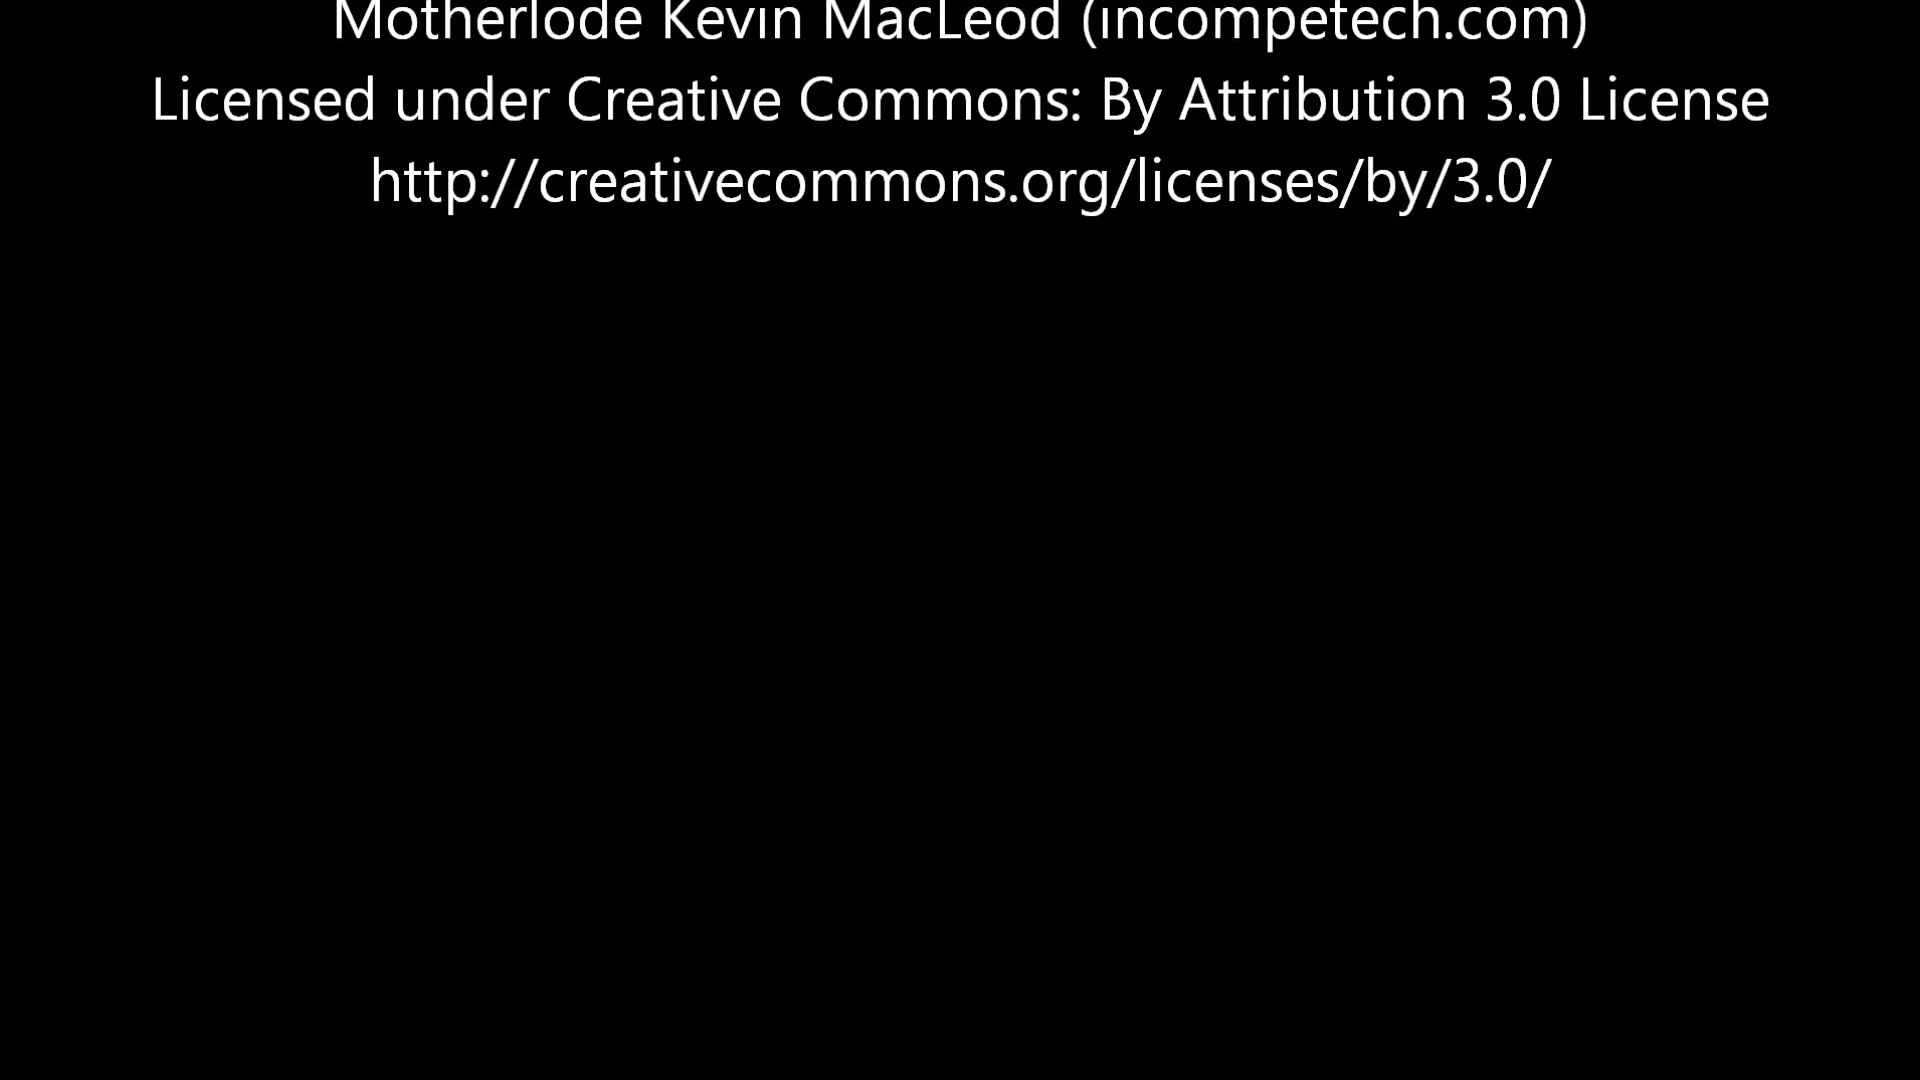 Motherlode Kevin MacLeod (incompetech.com)
Licensed under Creative Commons: By Attribution 3.0 License
http://creativecommons.org/licenses/by/3.0/